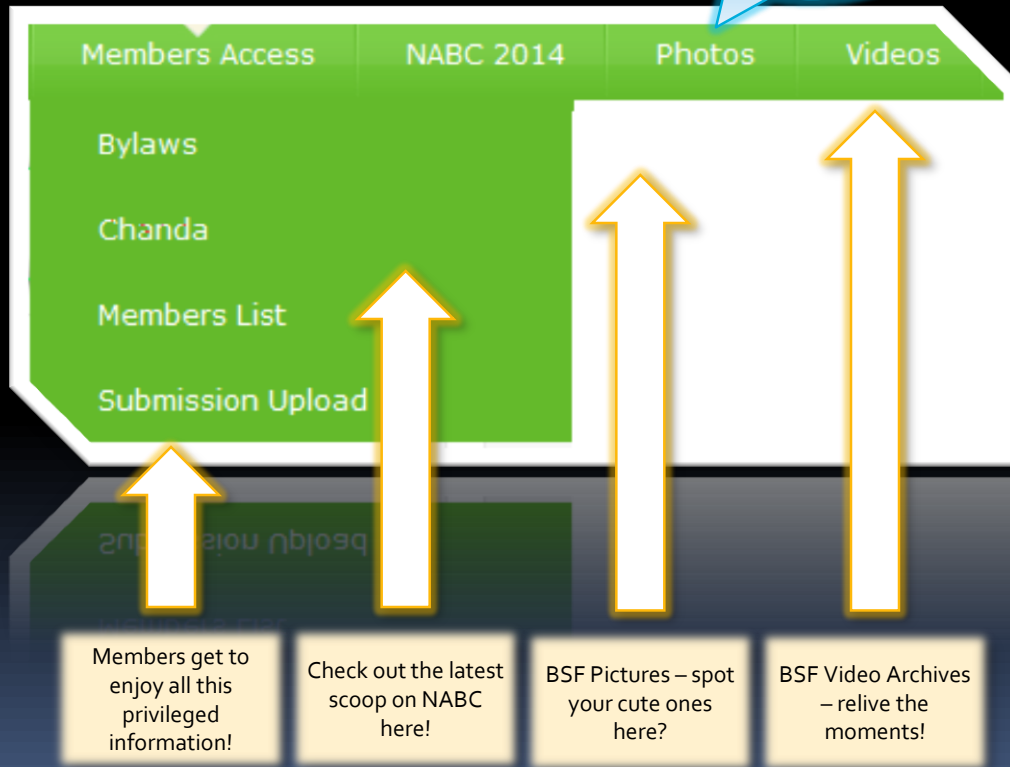 Members Access NABC 2014 Photos Videos
Bylaws
Chanda
Members List
Submission Upload
Members get to
enjoy all this
privileged
information!
Check out the latest
scoop on NABC
here!
BSF Pictures – spot
your cute ones
here?
BSF Video Archives
– relive the
moments!